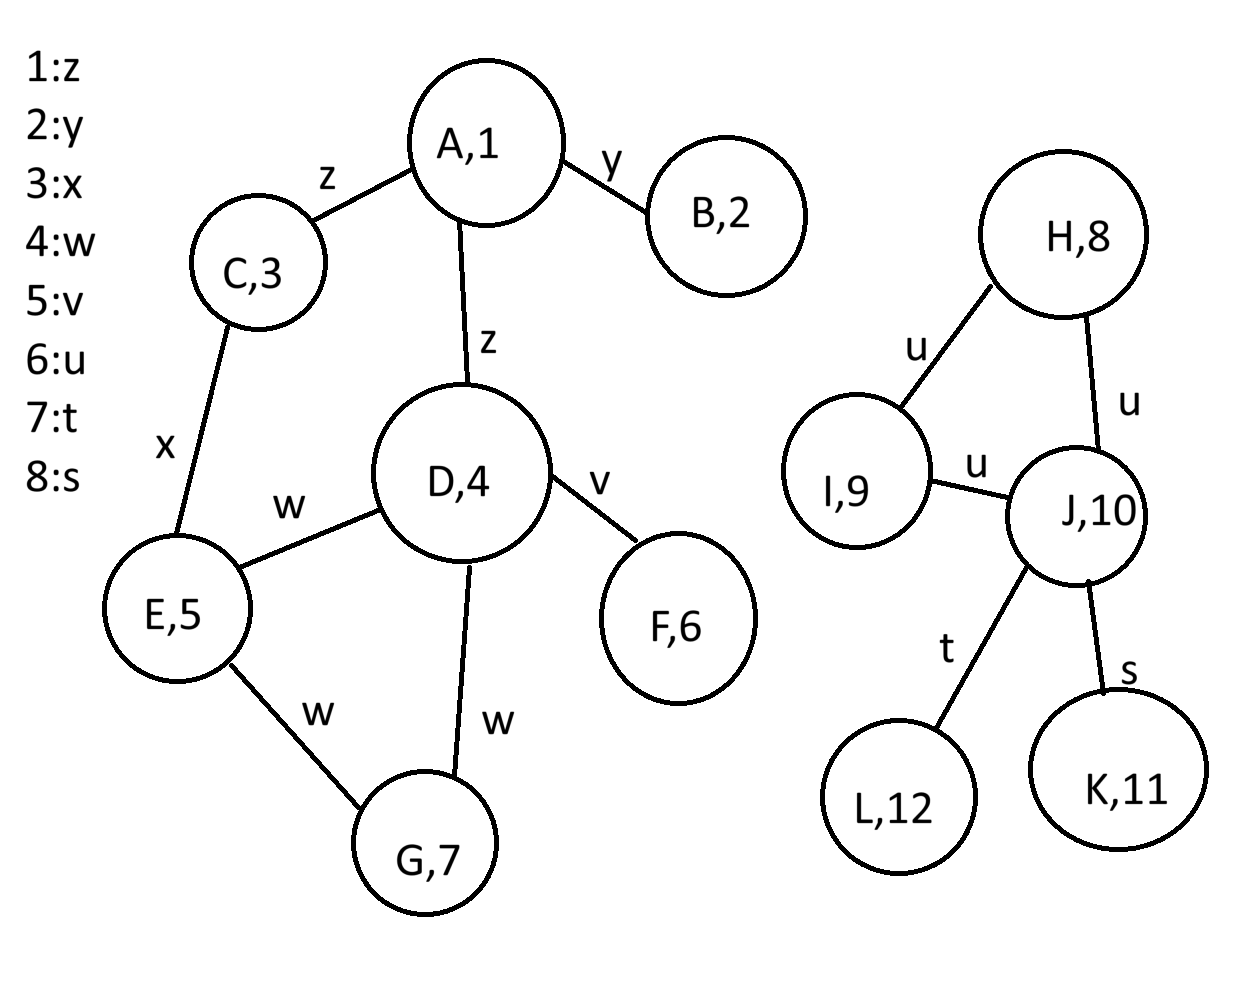 1:z
2:y
3:x
4:w
5:v
6:u
7:t
8:s
A,1
z
y
B,2
C,3
z
x
w
D,4
v
E,5
F,6
w
w
G,7
H,8
u
u
I,9
u
J,10
t
s
L,12
K,11